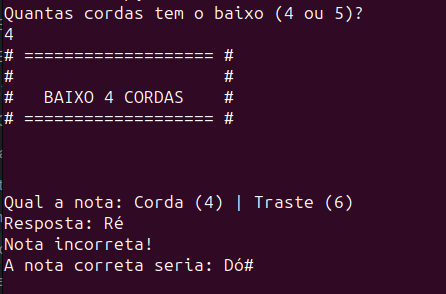 Quantas cordas tem o baixo (4 ou 5)?
4
# =================== #
#                     #
#   BAIXO 4 CORDAS    #
# =================== #
Qual a nota: Corda (4) | Traste (6)
Resposta: Ré
Nota incorreta!
A nota correta seria: Dó#